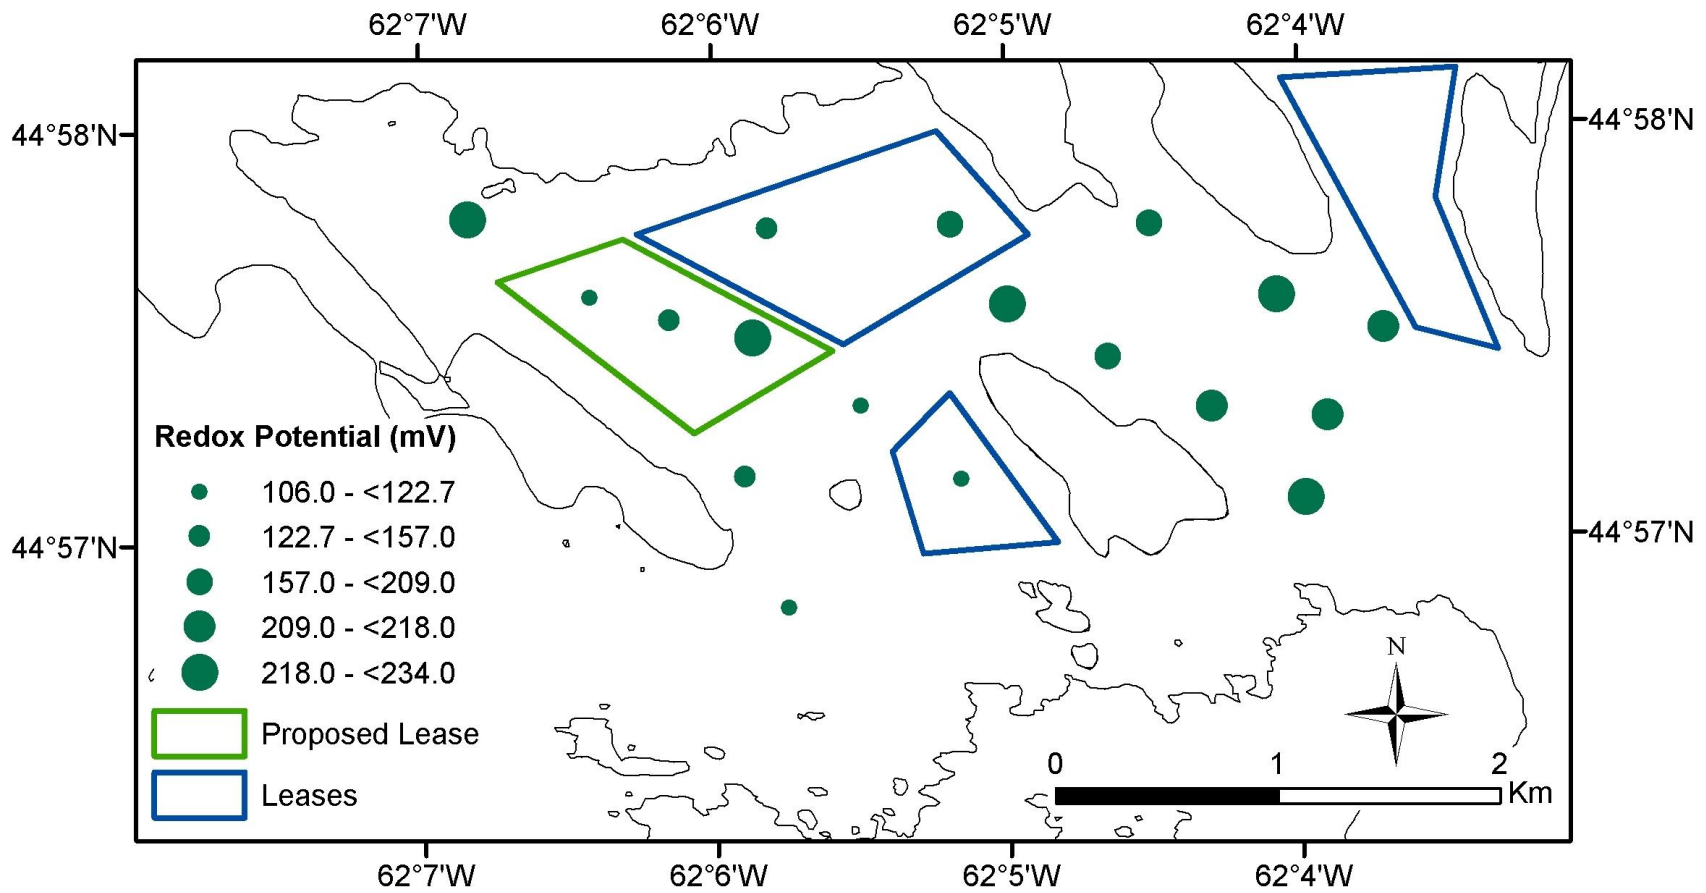 62°7'W 62°6'W 62°5'W 62°4'W
44°58'N 44°58'N
Redox Potential (mV)
106.0 - <122.7
122.7 - <157.0
157.0 - <209.0
209.0 - <218.0
218.0 - <234.0
Proposed Lease
Leases
44°57'N 44°57'N
N
0 1 2
Km
62°7'W 62°6'W 62°5'W 62°4'W